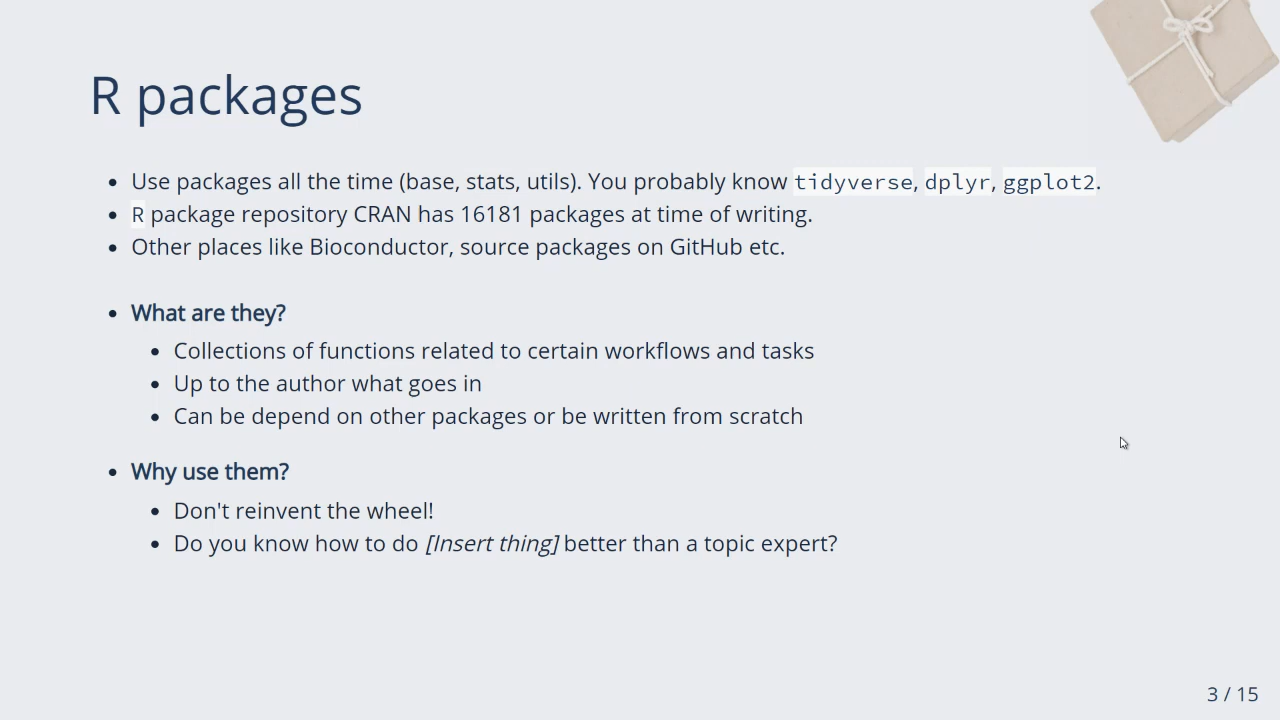 R packages
Use packages all the time (base, stats, utils). You probably know tidyverse, dplyr, ggplot2.
R package repository CRAN has 16181 packages at time of writing.
Other places like Bioconductor, source packages on GitHub etc.
What are they?
Collections of functions related to certain workflows and tasks
Up to the author what goes in
Can be depend on other packages or be written from scratch
Why use them?
Don't reinvent the wheel!
Do you know how to do [Insert thing] better than a topic expert?
3 / 15